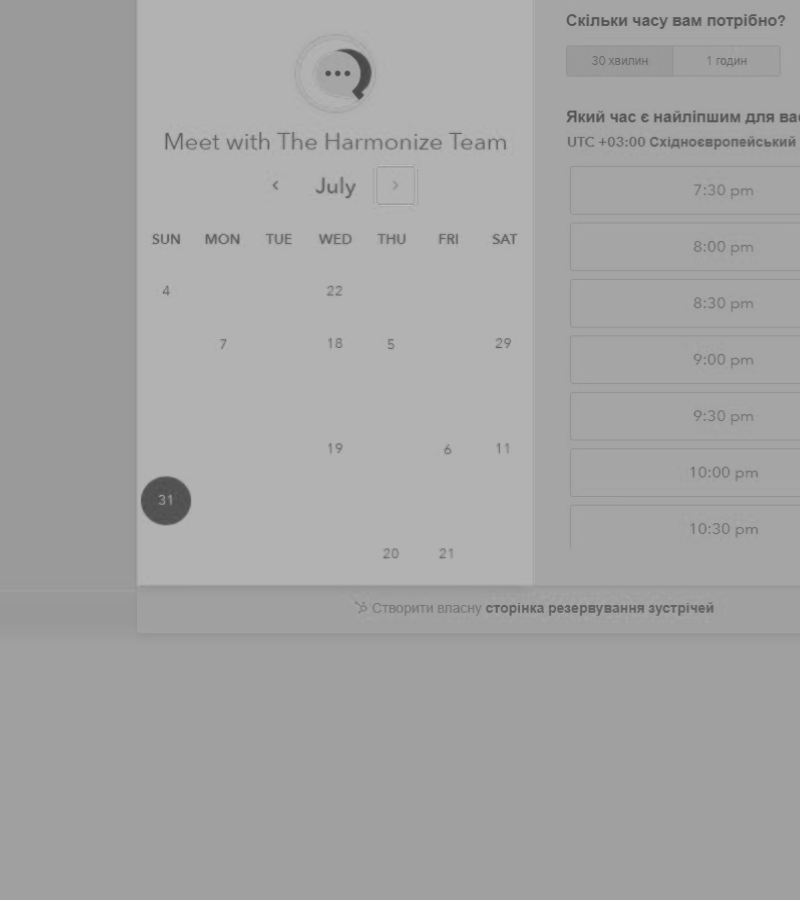 Meet with The Harmonize Team
‹ July ›
SUN MON TUE WED THU FRI SAT
4 22
7 18 5 29
19 6 11
31
20 21
Скільки часу вам потрібно?
30 хвилин 1 годин
Який час є найліпшим для вас
UTC +03:00 Східноєвропейський
7:30 pm
8:00 pm
8:30 pm
9:00 pm
9:30 pm
10:00 pm
10:30 pm
Створити власну сторінка резервування зустрічей